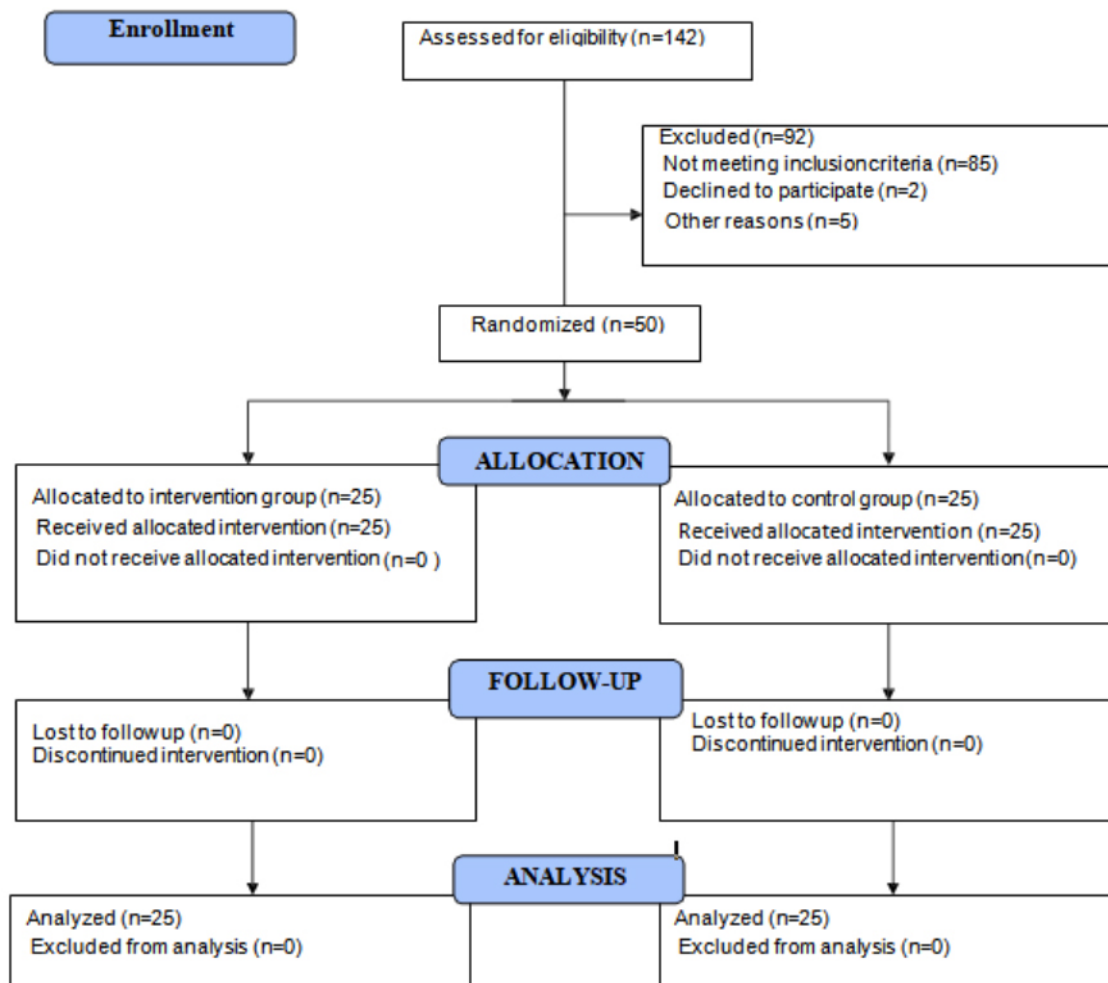 Enrollment
Assessed for eligibility (n=142)
Excluded (n=92)
Not meeting inclusioncriteria (n=85)
Declined to participate (n=2)
Other reasons (n=5)
Randomized (n=50)
ALLOCATION
Allocated to intervention group (n=25)
Received allocated intervention (n=25)
Did not receive allocated intervention (n=0 )
Allocated to control group (n=25)
Received allocated intervention (n=25)
Did not receive allocated intervention(n=0)
FOLLOW-UP
Lost to followup (n=0)
Discontinued intervention (n=0)
Lost to followup (n=0)
Discontinued intervention (n=0)
ANALYSIS
Analyzed (n=25)
Excluded from analysis (n=0)
Analyzed (n=25)
Excluded from analysis (n=0)